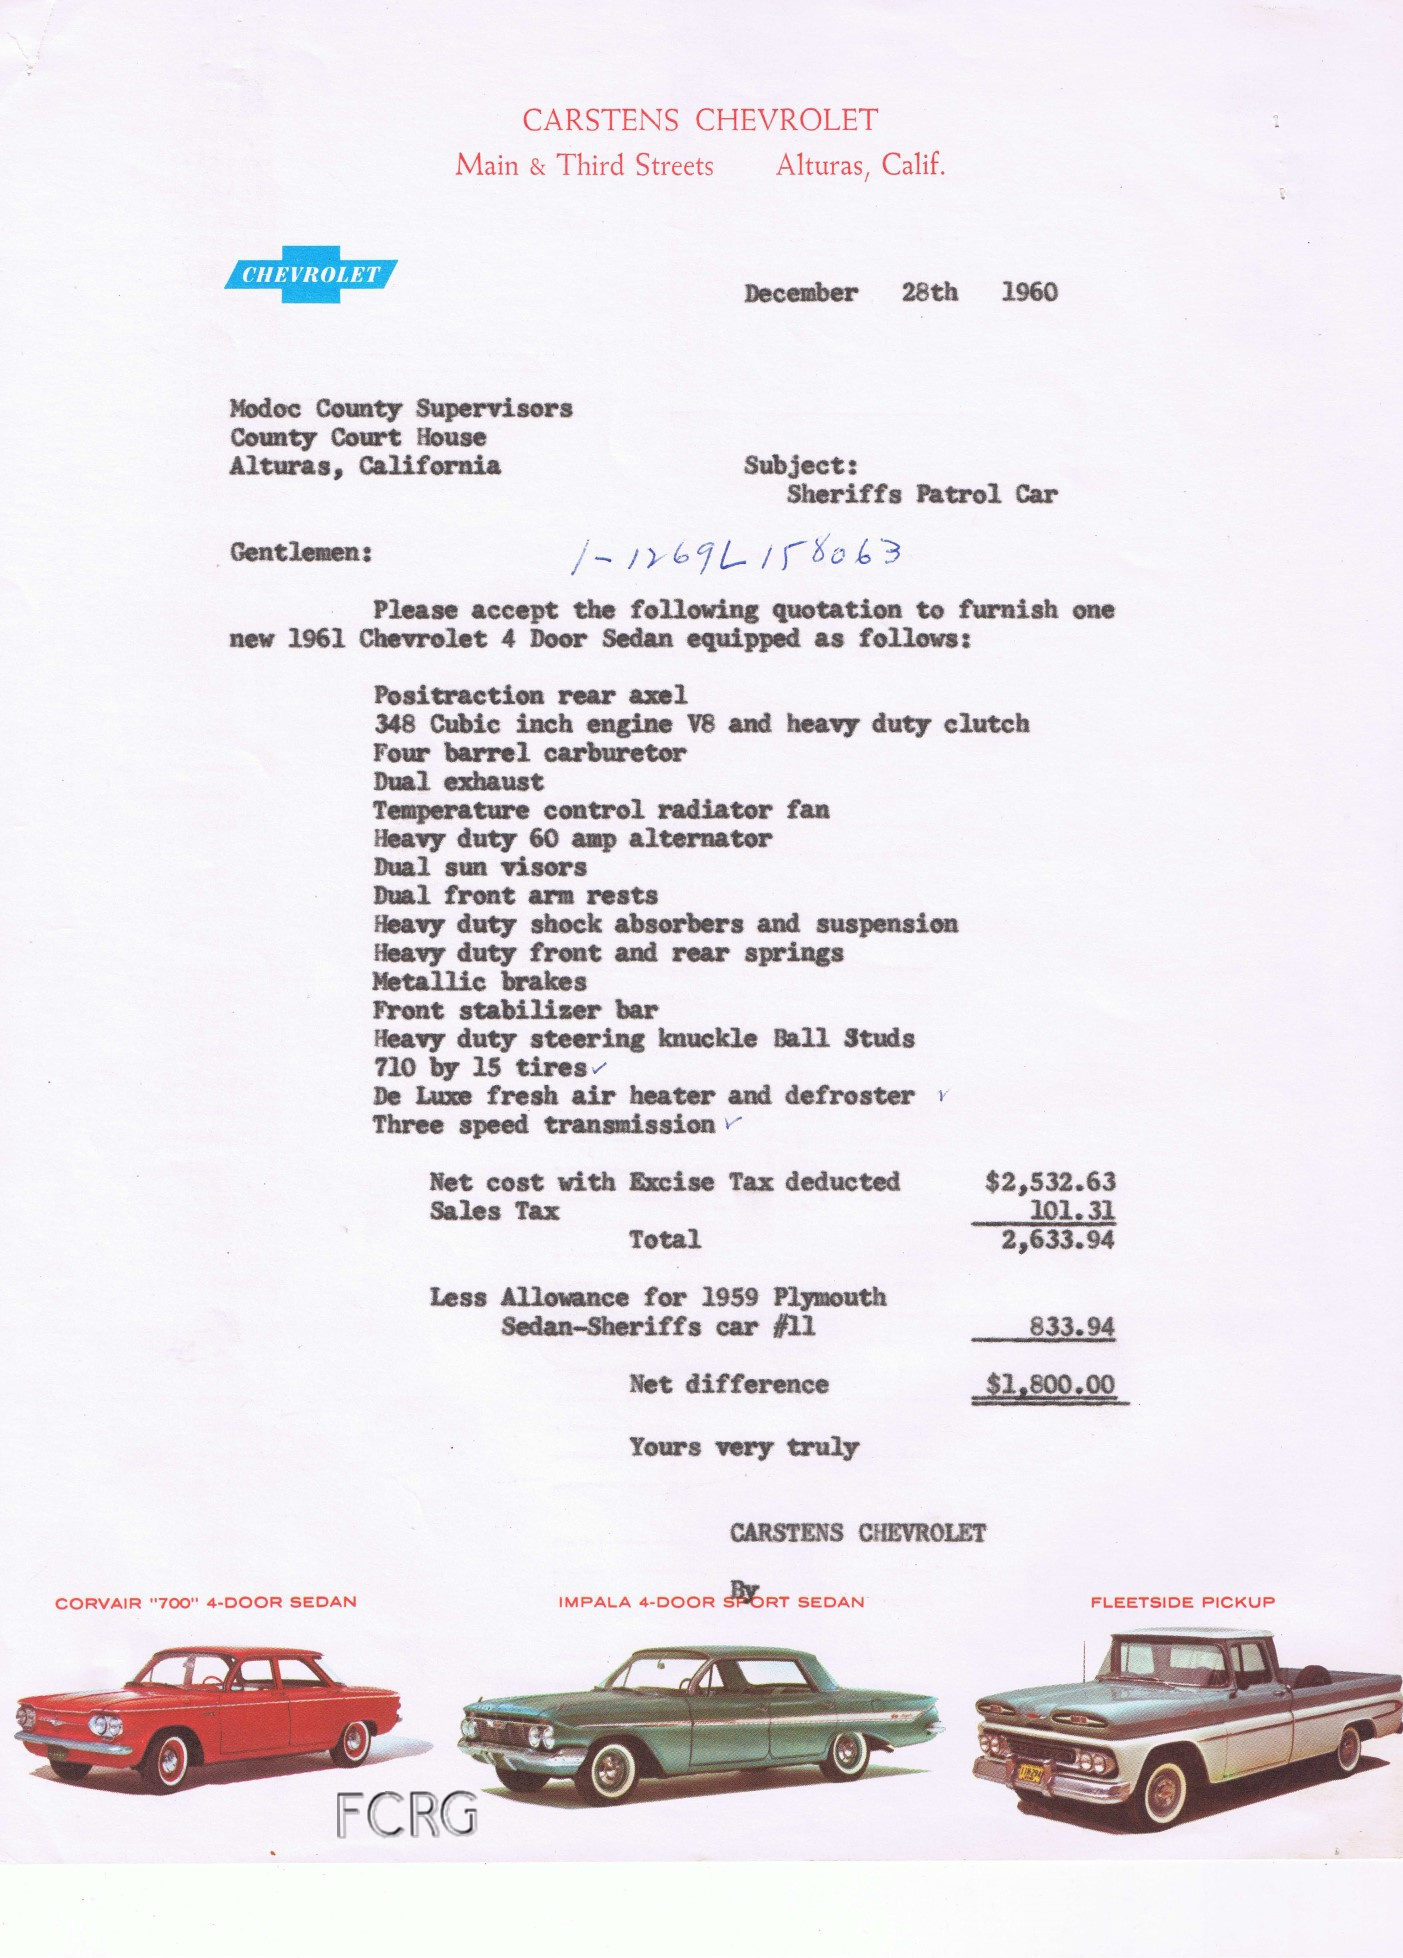 CARSTENS CHEVROLET
Main & Third Streets Alturas, Calif.
CHEVROLET
December 28th 1960
Modoc County Supervisors
County Court House
Alturas, California
Subject:
Sheriffs Patrol Car
Gentlemen:
1-1269L158063
Please accept the following quotation to furnish one
new 1961 Chevrolet 4 Door Sedan equipped as follows:
Positraction rear axel
348 Cubic inch engine V8 and heavy duty clutch
Four barrel carburetor
Dual exhaust
Temperature control radiator fan
Heavy duty 60 amp alternator
Dual sun visors
Dual front arm rests
Heavy duty shock absorbers and suspension
Heavy duty front and rear springs
Metallic brakes
Front stabilizer bar
Heavy duty steering knuckle Ball Studs
710 by 15 tires✓
De Luxe fresh air heater and defroster ✓
Three speed transmission ✓
Net cost with Excise Tax deducted $2,532.63
Sales Tax 101.31
Total 2,633.94
Less Allowance for 1959 Plymouth
Sedan-Sheriffs car #11 833.94
Net difference $1,800.00
Yours very truly
CARSTENS CHEVROLET
By
CORVAIR "700" 4-DOOR SEDAN
IMPALA 4-DOOR SPORT SEDAN
FLEETSIDE PICKUP
FCRG